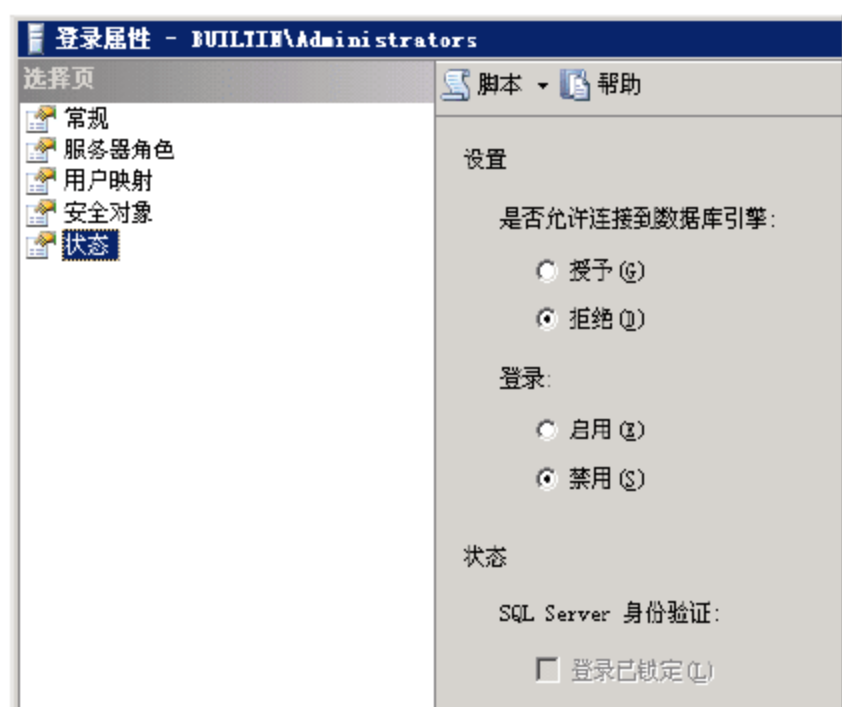 登录属性 - BUILTIN\Administrators
选择页
常规
服务器角色
用户映射
安全对象
状态
脚本 帮助
设置
是否允许连接到数据库引擎:
授予(G)
拒绝(D)
登录:
启用(E)
禁用(S)
状态
SQL Server 身份验证:
登录已锁定(L)